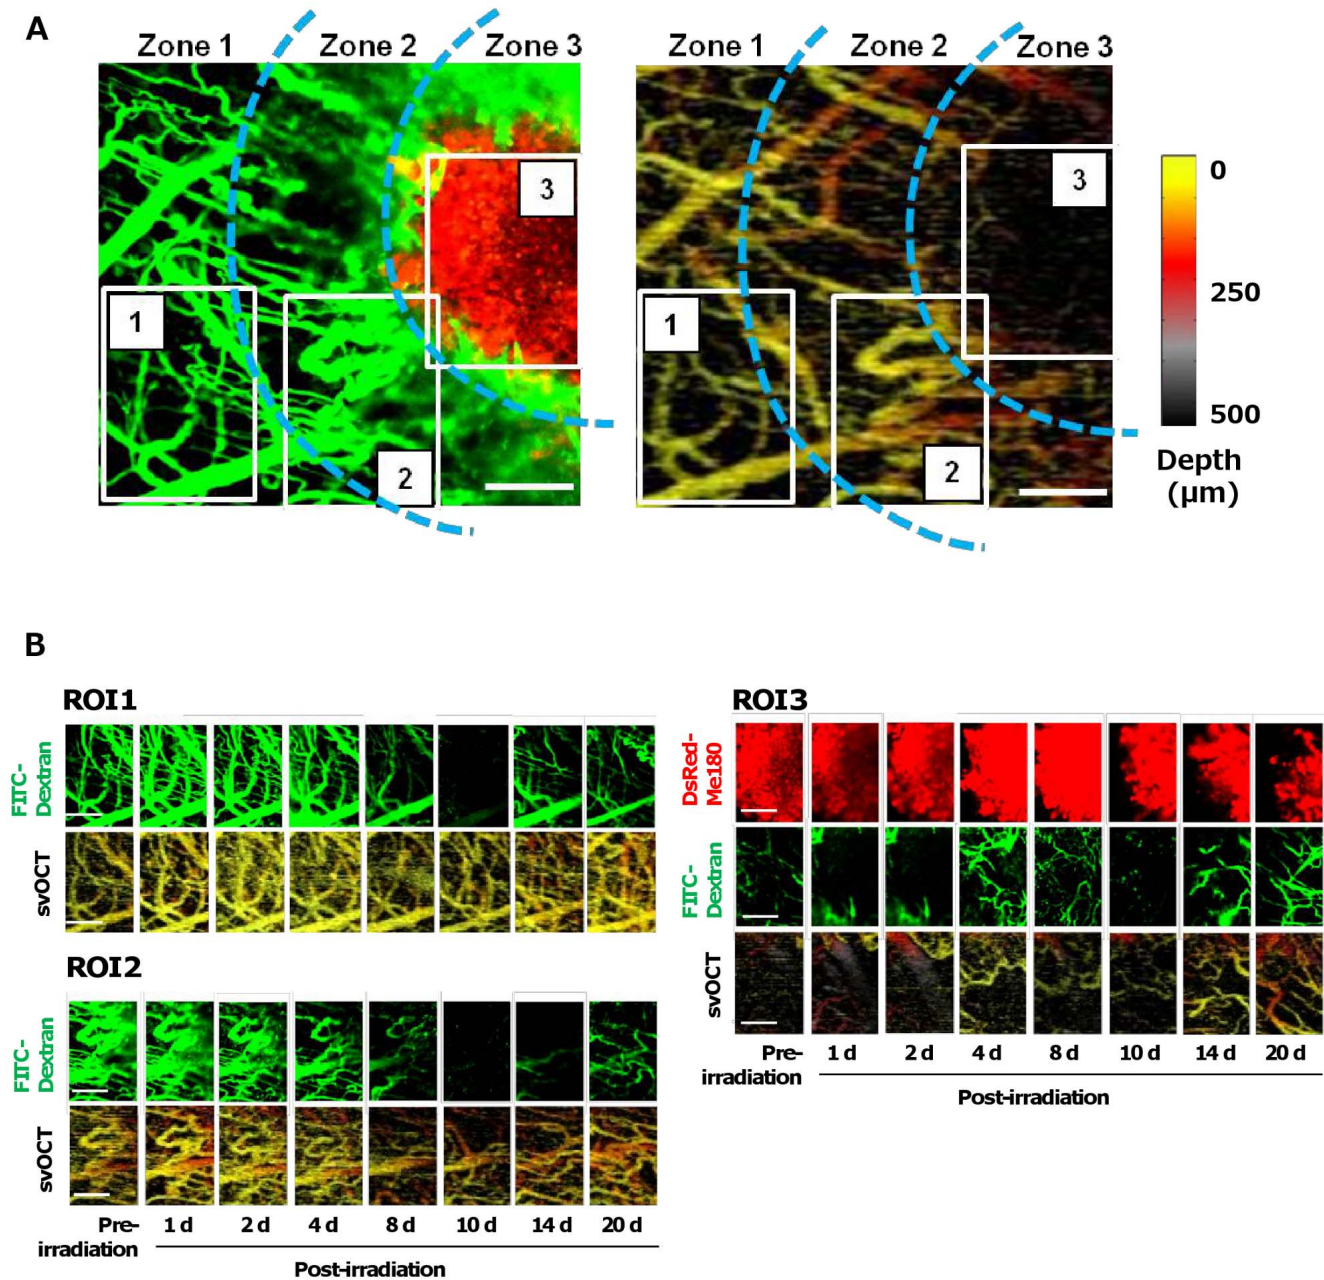 A
Zone 1
Zone 2
Zone 3
1
2
3
Zone 1
Zone 2
Zone 3
1
2
3
0
250
500
Depth
(µm)
B
ROI1
FITC-
Dextran
svOCT
ROI2
FITC-
Dextran
svOCT
Pre-
irradiation
1 d
2 d
4 d
8 d
10 d
14 d
20 d
Post-irradiation
ROI3
DsRed-
Me180
FITC-
Dextran
svOCT
Pre-
irradiation
1 d
2 d
4 d
8 d
10 d
14 d
20 d
Post-irradiation